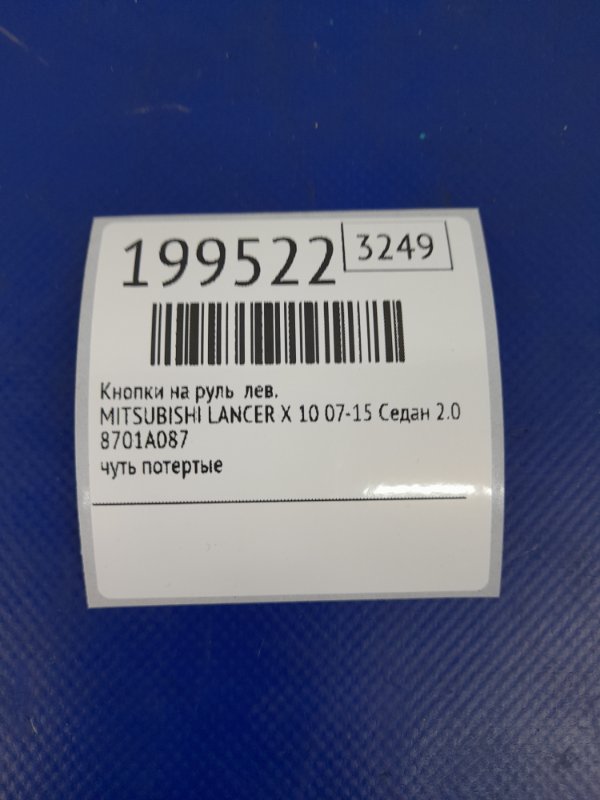 199522
3249
Кнопки на руль лев.
MITSUBISHI LANCER X 10 07-15 Седан 2.0
8701A087
чуть потертые